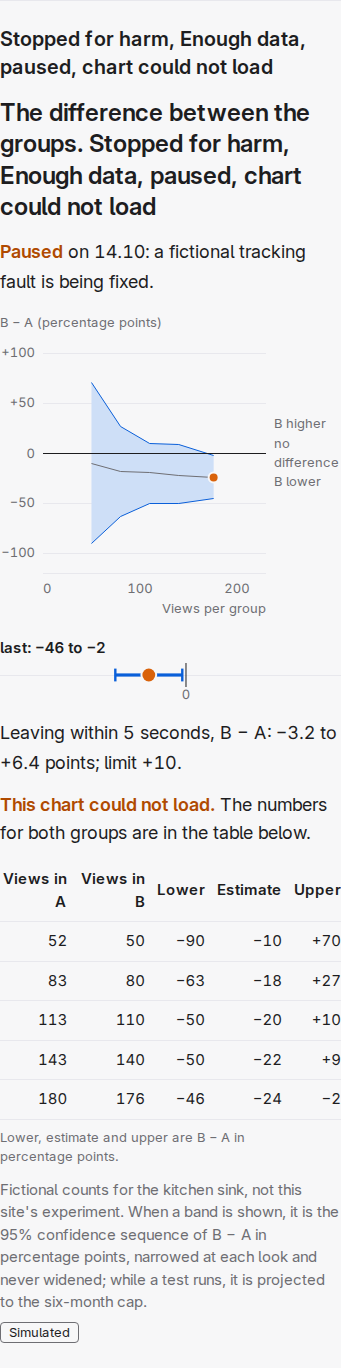 Stopped for harm, Enough data,
paused, chart could not load
The difference between the
groups. Stopped for harm,
Enough data, paused, chart
could not load
Paused on 14.10: a fictional tracking
fault is being fixed.
B − A (percentage points)
+100
+50
0
−50
−100
B higher
no
difference
B lower
0 100 200
Views per group
last: −46 to −2
0
Leaving within 5 seconds, B − A: −3.2 to
+6.4 points; limit +10.
This chart could not load. The numbers
for both groups are in the table below.
Views in A Views in B Lower Estimate Upper
52 50 −90 −10 +70
83 80 −63 −18 +27
113 110 −50 −20 +10
143 140 −50 −22 +9
180 176 −46 −24 −2
Lower, estimate and upper are B − A in
percentage points.
Fictional counts for the kitchen sink, not this
site's experiment. When a band is shown, it is the
95% confidence sequence of B − A in
percentage points, narrowed at each look and
never widened; while a test runs, it is projected
to the six-month cap.
Simulated